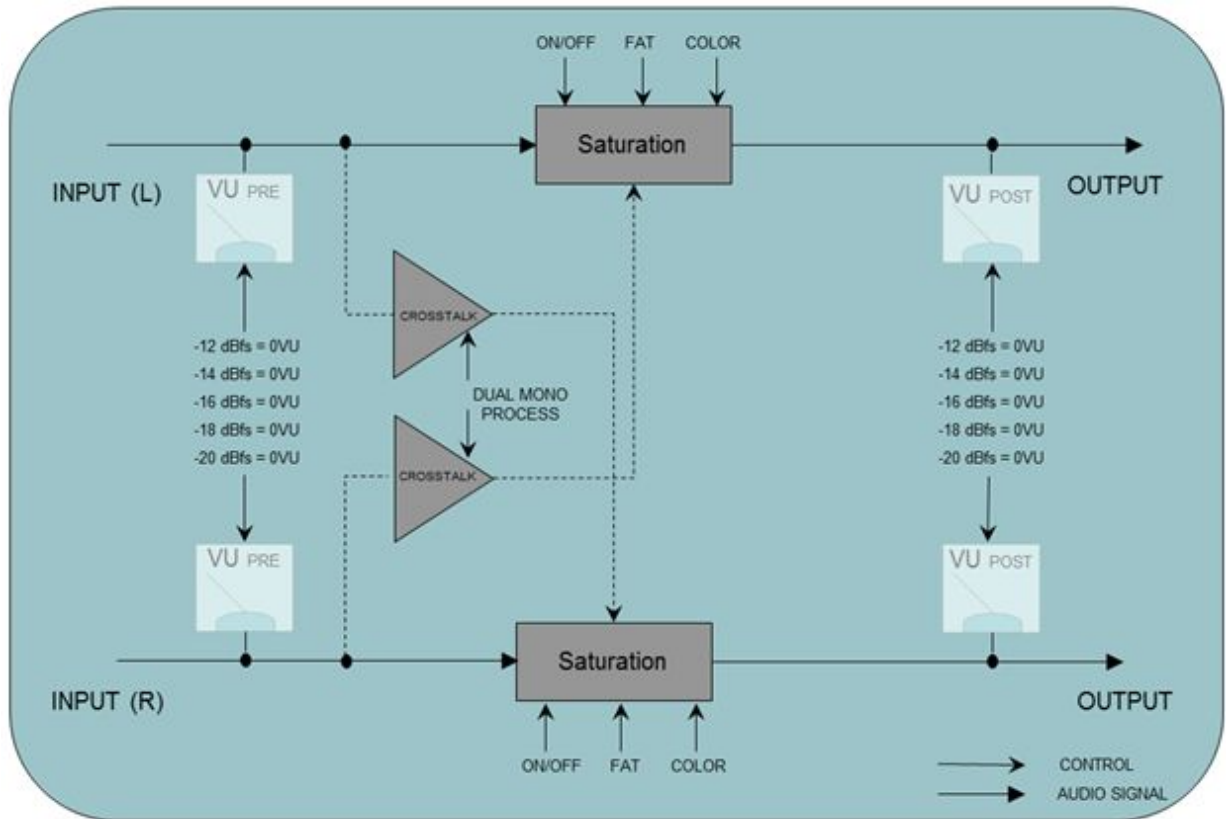 ON/OFF FAT COLOR
Saturation
INPUT (L)
VU PRE
VU POST
OUTPUT
CROSSTALK
-12 dBfs = 0VU
-14 dBfs = 0VU
-16 dBfs = 0VU
-18 dBfs = 0VU
-20 dBfs = 0VU
DUAL MONO
PROCESS
-12 dBfs = 0VU
-14 dBfs = 0VU
-16 dBfs = 0VU
-18 dBfs = 0VU
-20 dBfs = 0VU
CROSSTALK
VU PRE
VU POST
Saturation
INPUT (R)
OUTPUT
ON/OFF FAT COLOR
CONTROL
AUDIO SIGNAL